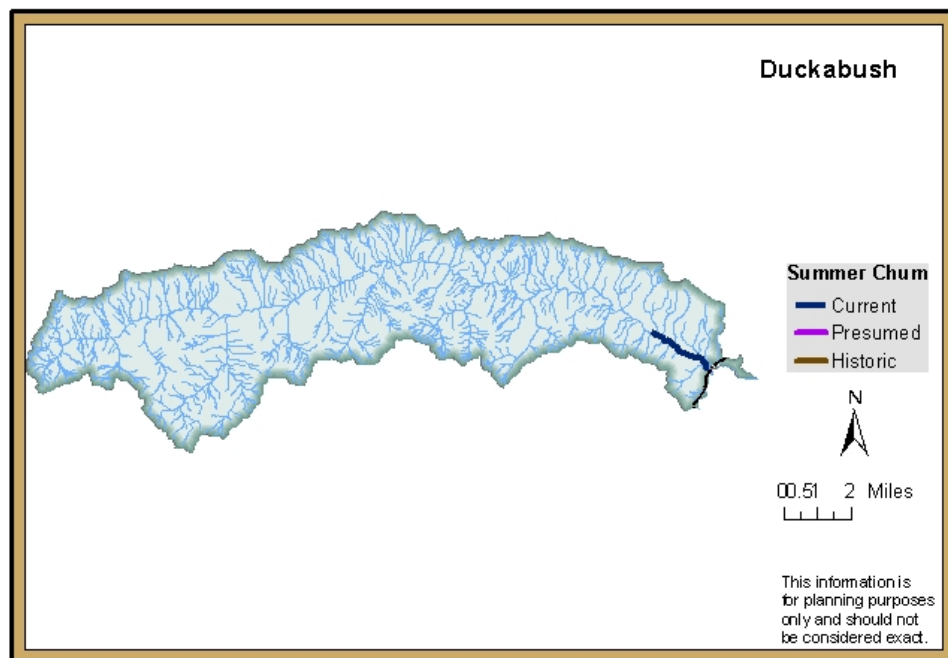 Duckabush
Summer Chum
Current
Presumed
Historic
N
00.51 2 Miles
This information is
for planning purposes
only and should not
be considered exact.